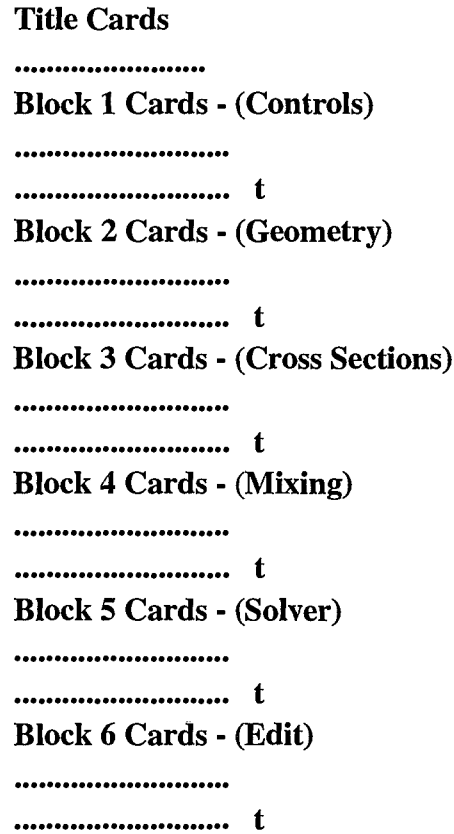 Title Cards
........................
Block 1 Cards - (Controls)
...........................
........................... t
Block 2 Cards - (Geometry)
...........................
........................... t
Block 3 Cards - (Cross Sections)
...........................
........................... t
Block 4 Cards - (Mixing)
...........................
........................... t
Block 5 Cards - (Solver)
...........................
........................... t
Block 6 Cards - (Edit)
...........................
........................... t